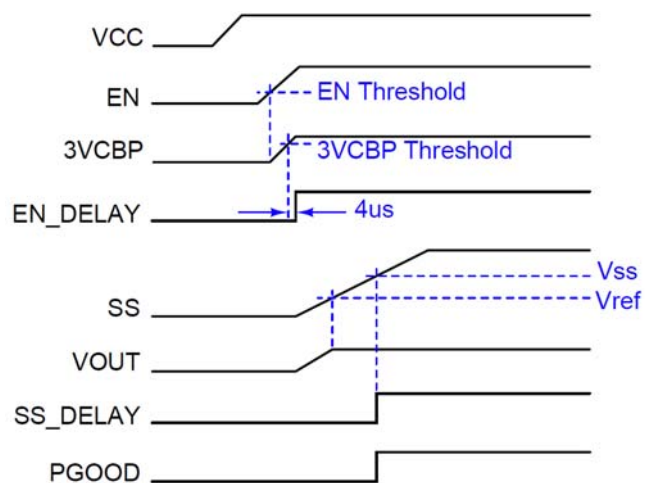 VCC
EN
EN Threshold
3VCBP
3VCBP Threshold
EN_DELAY
4us
Vss
Vref
SS
VOUT
SS_DELAY
PGOOD